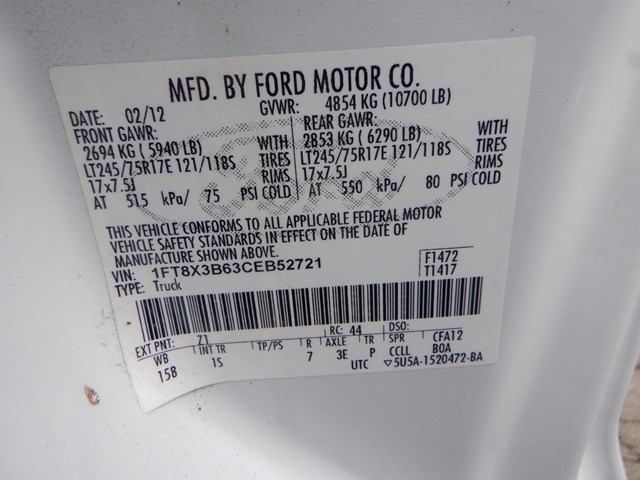 MFD. BY FORD MOTOR CO.
DATE: 02/12 GVWR: 4854 KG (10700 LB)
FRONT GAWR: REAR GAWR:
2694 KG ( 5940 LB) WITH 2853 KG ( 6290 LB) WITH
LT245/75R17E 121/118S TIRES LT245/75R17E 121/118S TIRES
17x7.5J RIMS 17x7.5J RIMS
AT 515 kPa/ 75 PSI COLD AT 550 kPa/ 80 PSI COLD
THIS VEHICLE CONFORMS TO ALL APPLICABLE FEDERAL MOTOR
VEHICLE SAFETY STANDARDS IN EFFECT ON THE DATE OF
MANUFACTURE SHOWN ABOVE.
VIN: 1FT8X3B63CEB52721 F1472
TYPE: Truck T1417
EXT PNT: Z1 RC: 44 DSO:
WB INT TR TP/PS R AXLE TR SPR CFA12
158 1S 7 3E P CCLL BOA
UTC ▽5U5A-1520472-BA